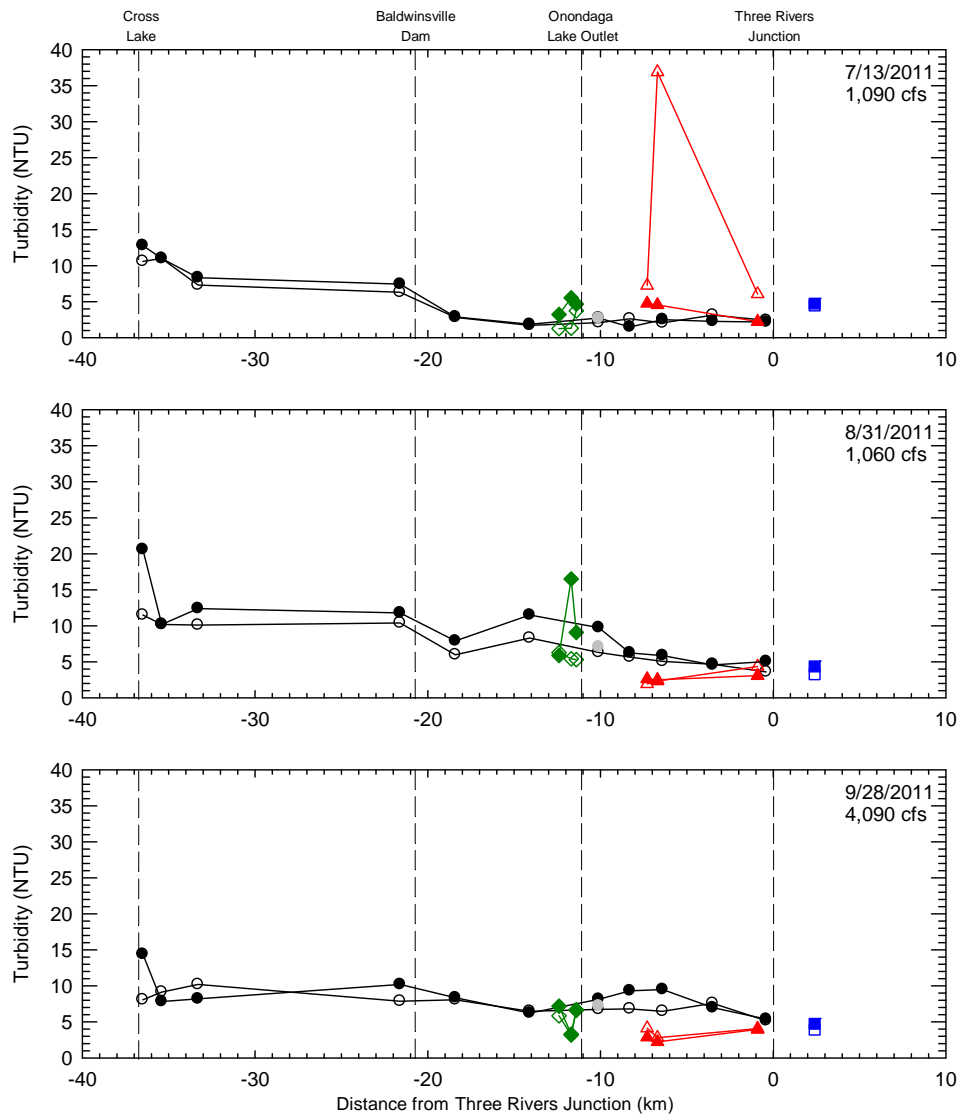 Cross Baldwinsville Onondaga Three Rivers
Lake Dam Lake Outlet Junction
40
7/13/2011
35
1,090 cfs
30
25
20
15
10
5
0
Turbidity (NTU)
-40 -30 -20 -10 0 10
40
8/31/2011
35
1,060 cfs
30
25
20
15
10
5
0
Turbidity (NTU)
-40 -30 -20 -10 0 10
40
9/28/2011
35
4,090 cfs
30
25
20
15
10
5
0
Turbidity (NTU)
-40 -30 -20 -10 0 10
Distance from Three Rivers Junction (km)